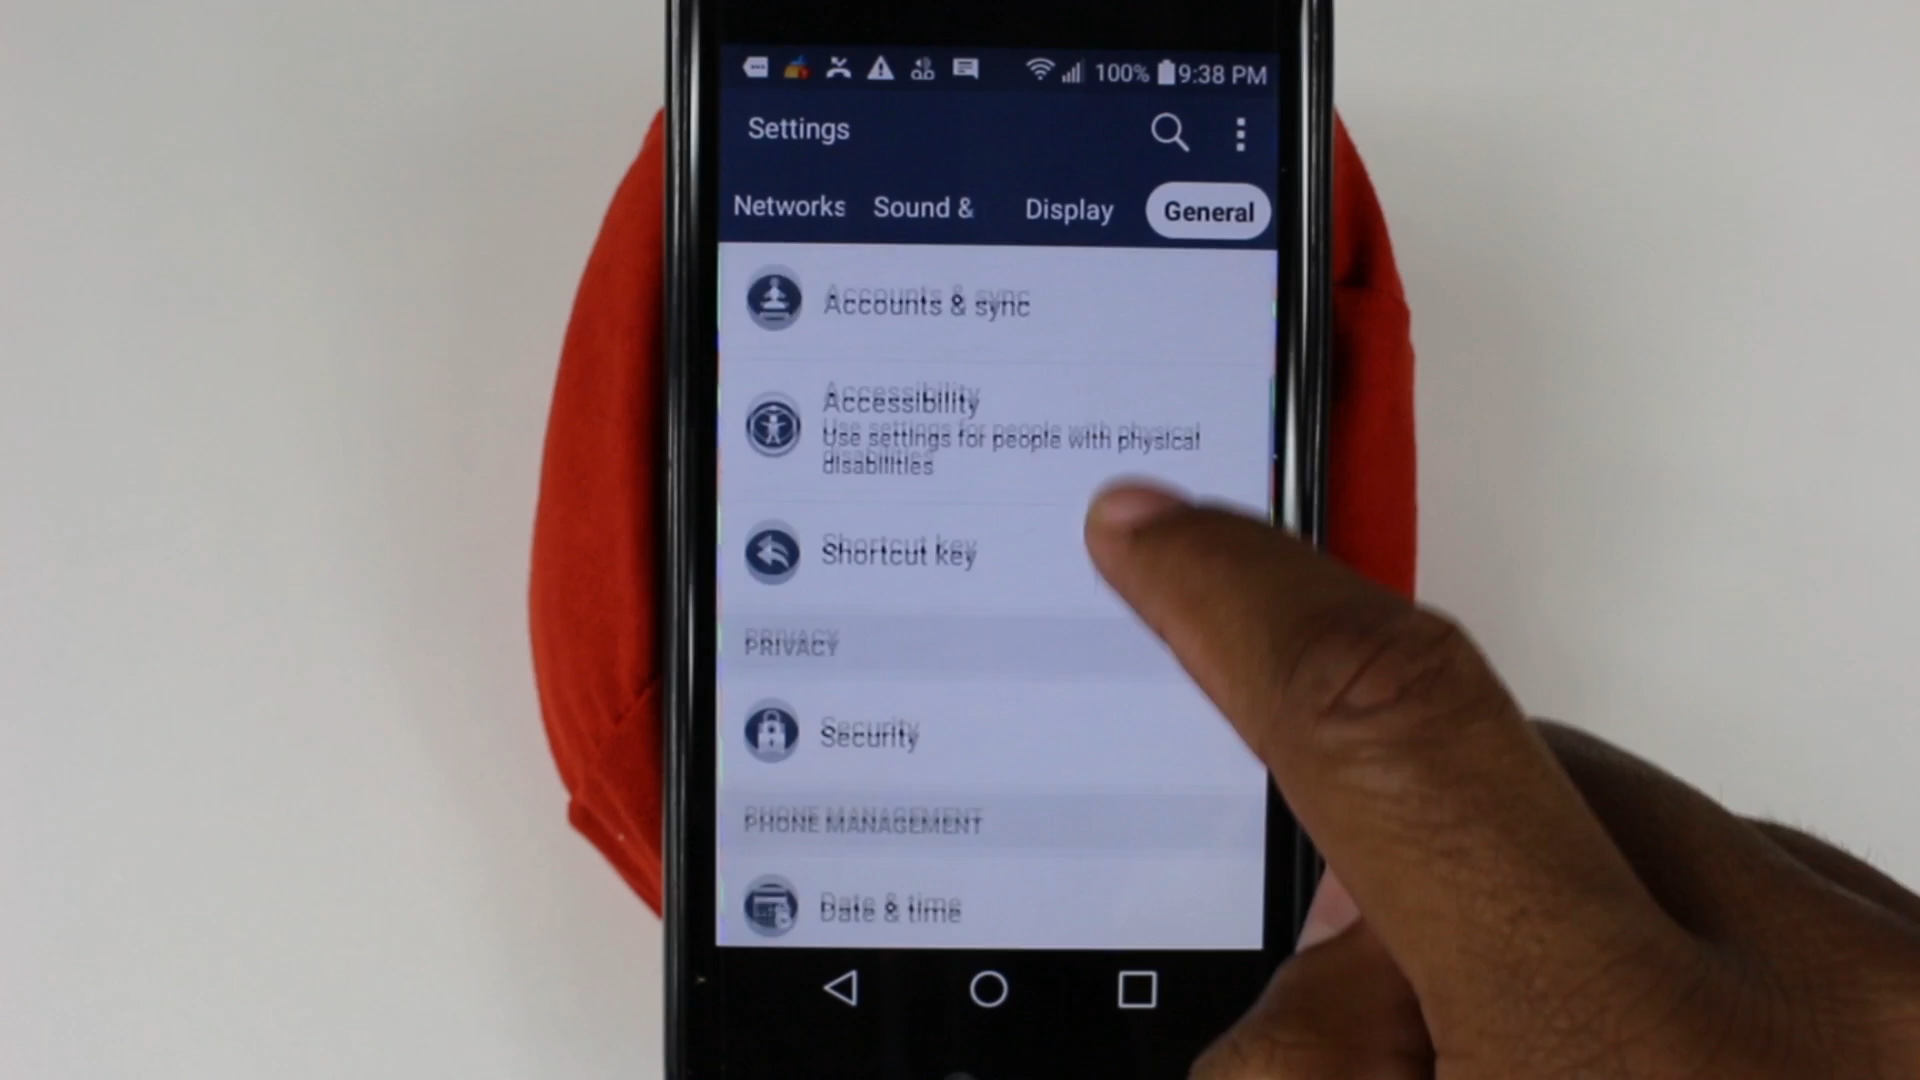 100% 9:38 PM
Settings
Networks Sound & Display General
Accounts & sync
Accessibility
Use settings for people with physical
disabilities
Shortcut key
PRIVACY
Security
PHONE MANAGEMENT
Date & time